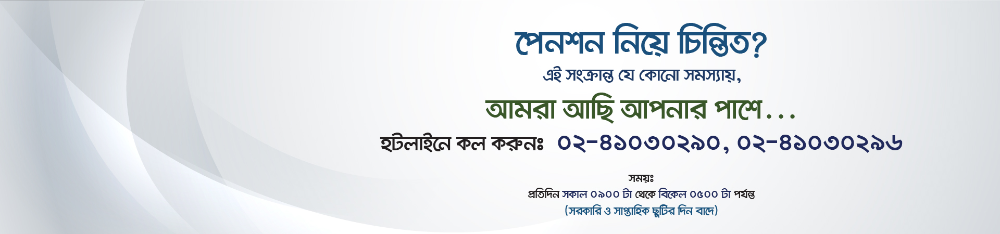 পেনশন নিয়ে চিন্তিত?
এই সংক্রান্ত যে কোনো সমস্যায়,
আমরা আছি আপনার পাশে...
হটলাইনে কল করুনঃ ০২-৪১০৩০২৯০, ০২-৪১০৩০২৯৬
সময়ঃ
প্রতিদিন সকাল ০৯০০ টা থেকে বিকেল ০৫০০ টা পর্যন্ত
(সরকারি ও সাপ্তাহিক ছুটির দিন বাদে)